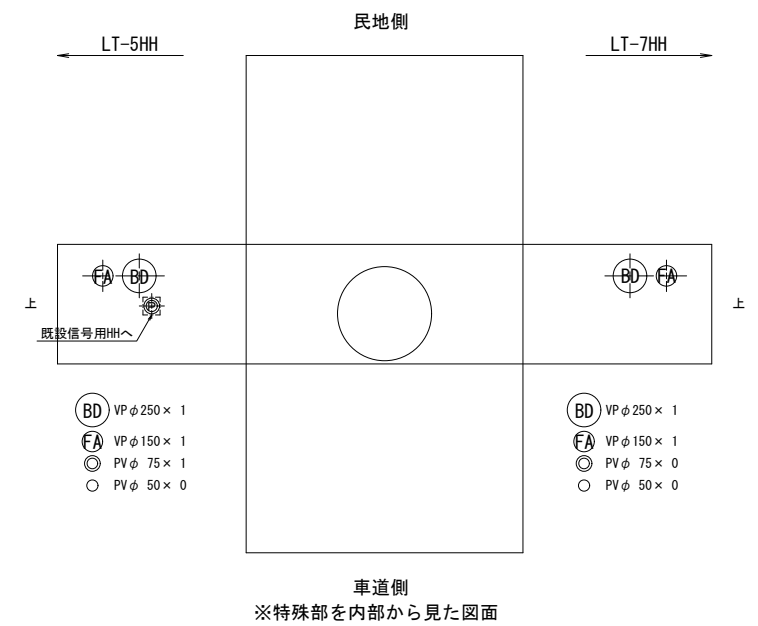 民地側
LT-5HH
LT-7HH
FA BD
BD FA
P
上
上
既設信号用HHへ
BD VPφ250× 1
FA VPφ150× 1
PVφ 75× 1
PVφ 50× 0
BD VPφ250× 1
FA VPφ150× 1
PVφ 75× 0
PVφ 50× 0
車道側
※特殊部を内部から見た図面